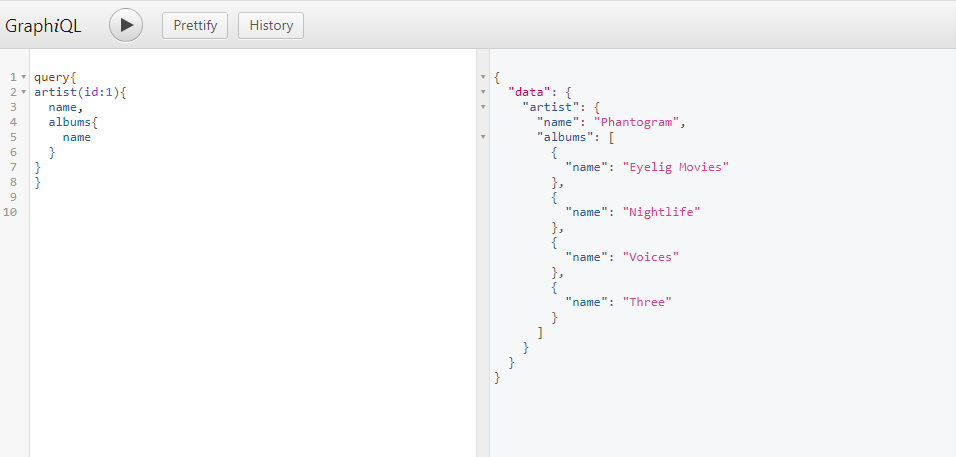 GraphiQL Prettify History
1 query{
2 artist(id:1){
3   name,
4   albums{
5     name
6   }
7 }
8 }
9
10
{
  "data": {
    "artist": {
      "name": "Phantogram",
      "albums": [
        {
          "name": "Eyelig Movies"
        },
        {
          "name": "Nightlife"
        },
        {
          "name": "Voices"
        },
        {
          "name": "Three"
        }
      ]
    }
  }
}